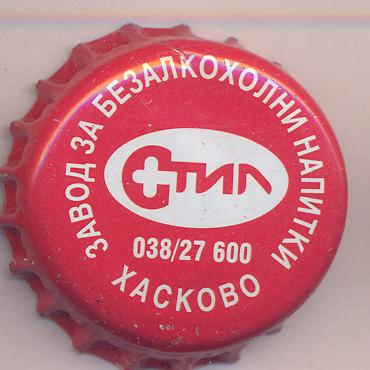 ЗАВОД ЗА БЕЗАЛКОХОЛНИ НАПИТКИ
СТИЛ
038/27 600
ХАСКОВО